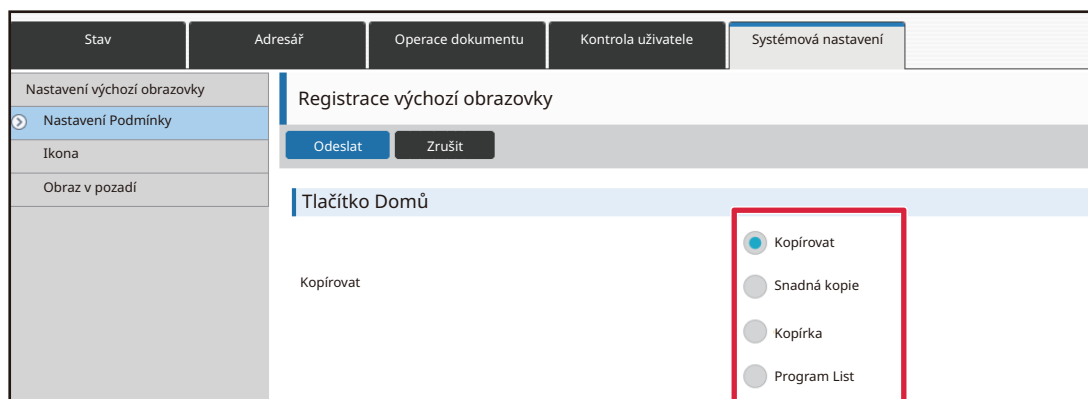 Stav
Adresář
Operace dokumentu
Kontrola uživatele
Systémová nastavení
Nastavení výchozí obrazovky
Nastavení Podmínky
Ikona
Obraz v pozadí
Registrace výchozí obrazovky
Odeslat
Zrušit
Tlačítko Domů
Kopírovat
Kopírovat
Snadná kopie
Kopírka
Program List